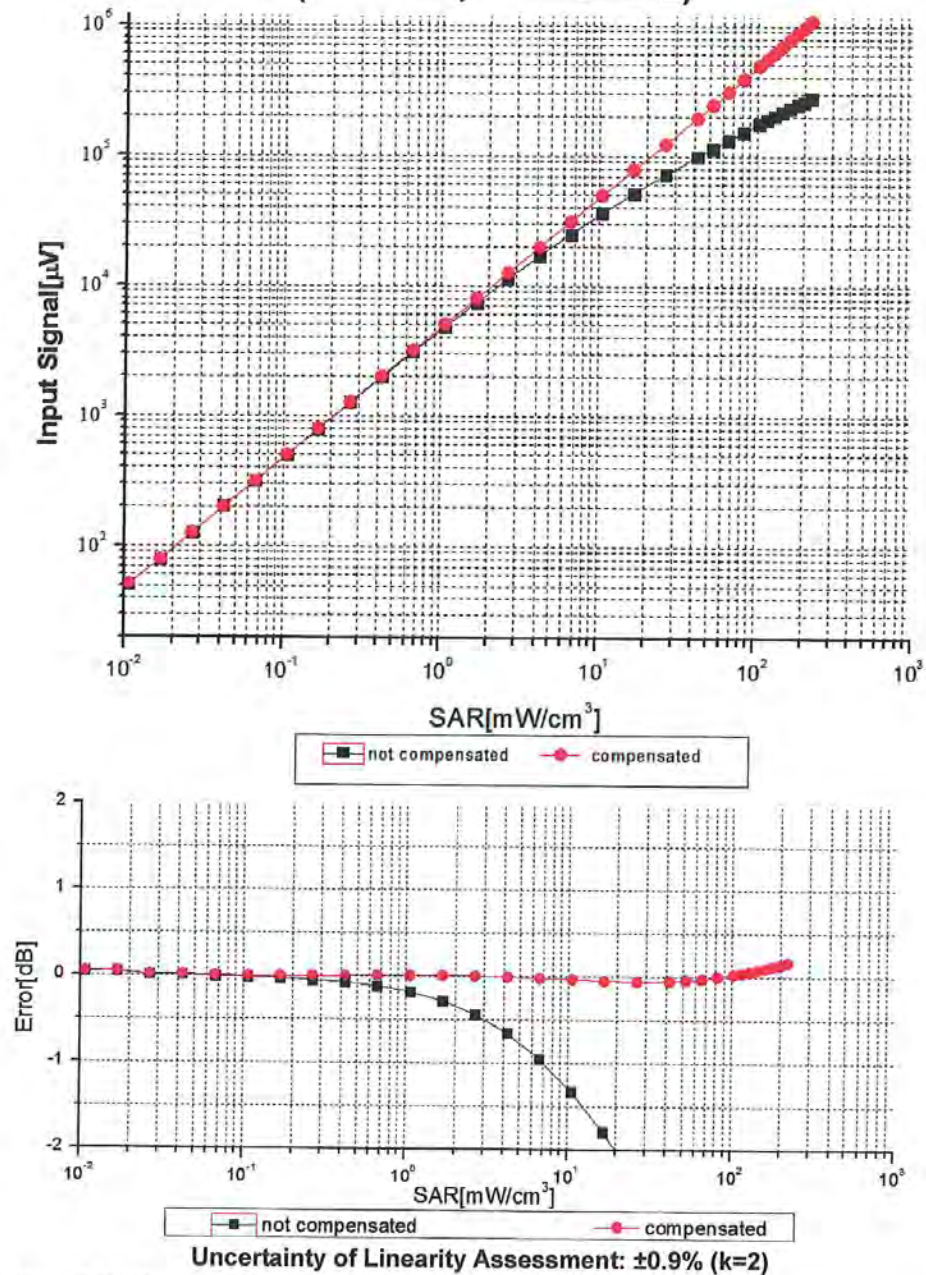 10⁶
10⁵
10⁴
10³
10²
Input Signal[µV]
10⁻² 10⁻¹ 10⁰ 10¹ 10² 10³
SAR[mW/cm³]
not compensated compensated
2
1
0
-1
-2
Error[dB]
10⁻² 10⁻¹ 10⁰ 10¹ 10² 10³
SAR[mW/cm³]
not compensated compensated
Uncertainty of Linearity Assessment: ±0.9% (k=2)